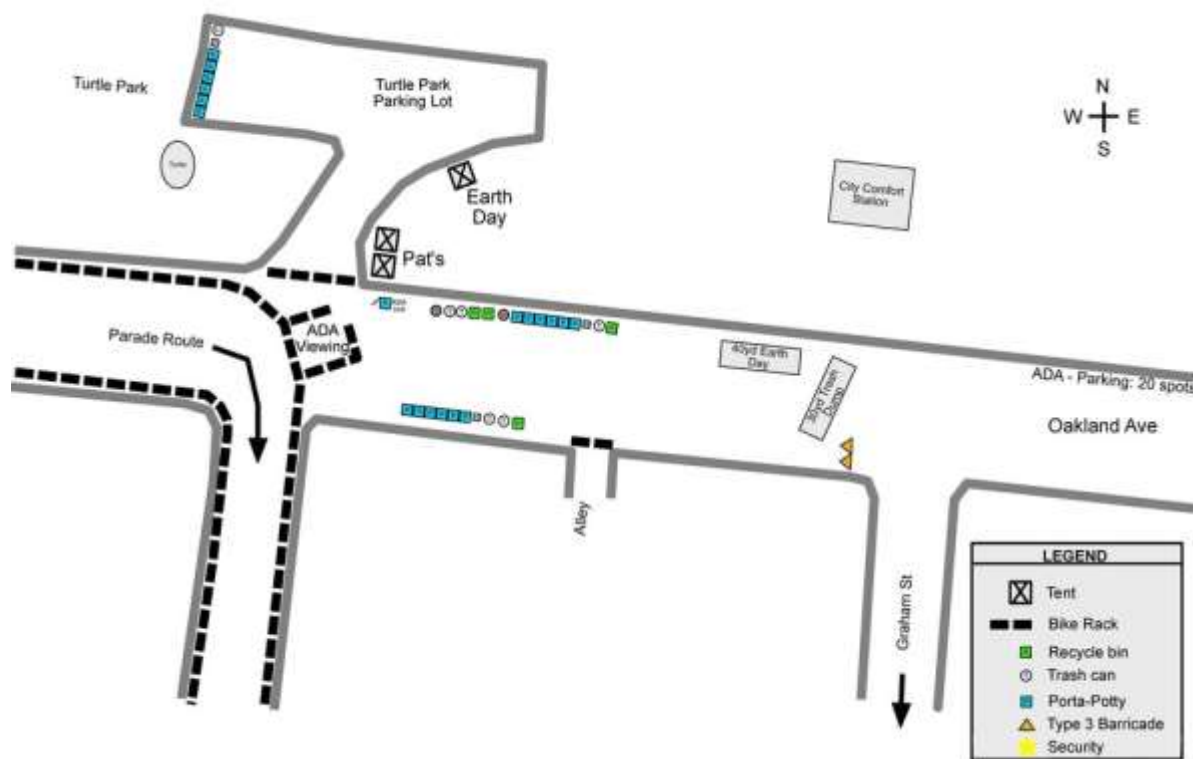 Turtle Park
Turtle Park
Parking Lot
N
W E
S
Turtle
City Comfort
Station
Earth
Day
Pat's
ADA
Viewing
Parade Route
40yd Earth
Day
30yd Trash
ADA - Parking: 20 spots
Oakland Ave
Alley
Graham St
LEGEND
Tent
Bike Rack
Recycle bin
Trash can
Porta-Potty
Type 3 Barricade
Security